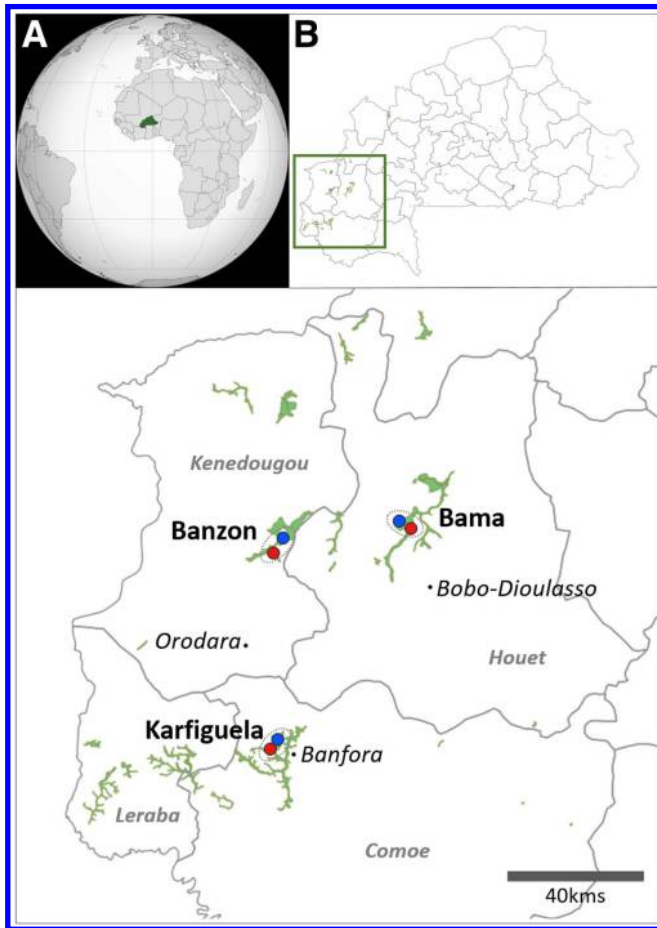 A
B
Kenedougou
Banzon
Bama
Bobo-Dioulasso
Orodara
Houet
Karfiguela
Banfora
Leraba
Comoe
40kms